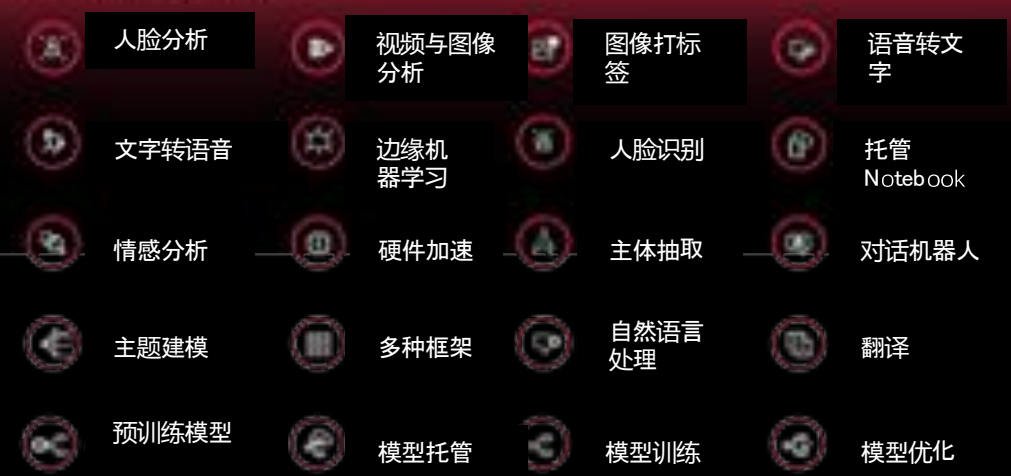 人脸分析
视频与图像
分析
图像打标
签
语音转文
字
文字转语音
边缘机
器学习
人脸识别
托管
Notebook
情感分析
硬件加速
主体抽取
对话机器人
主题建模
多种框架
自然语言
处理
翻译
预训练模型
模型托管
模型训练
模型优化